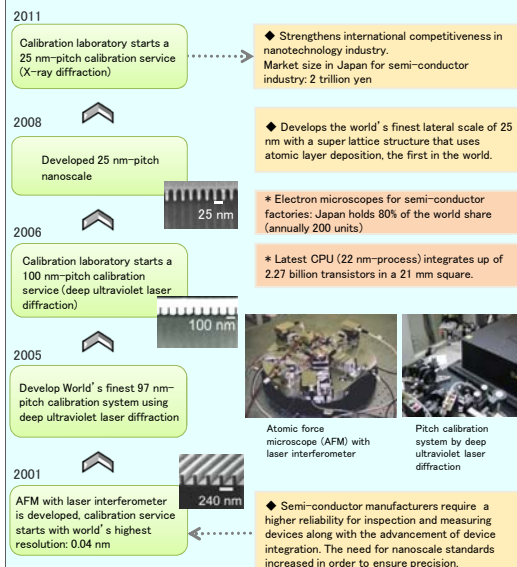 2011
Calibration laboratory starts a
25 nm-pitch calibration service
(X-ray diffraction)
◆ Strengthens international competitiveness in
nanotechnology industry.
Market size in Japan for semi-conductor
industry: 2 trillion yen
2008
Developed 25 nm-pitch
nanoscale
25 nm
◆ Develops the world's finest lateral scale of 25
nm with a super lattice structure that uses
atomic layer deposition, the first in the world.
* Electron microscopes for semi-conductor
factories: Japan holds 80% of the world share
(annually 200 units)
2006
Calibration laboratory starts a
100 nm-pitch calibration
service (deep ultraviolet laser
diffraction)
100 nm
* Latest CPU (22 nm-process) integrates up of
2.27 billion transistors in a 21 mm square.
2005
Develop World's finest 97 nm-
pitch calibration system using
deep ultraviolet laser diffraction
Atomic force
microscope (AFM) with
laser interferometer
Pitch calibration
system by deep
ultraviolet laser
diffraction
2001
AFM with laser interferometer
is developed, calibration service
starts with world's highest
resolution: 0.04 nm
240 nm
◆ Semi-conductor manufacturers require a
higher reliability for inspection and measuring
devices along with the advancement of device
integration. The need for nanoscale standards
increased in order to ensure precision.